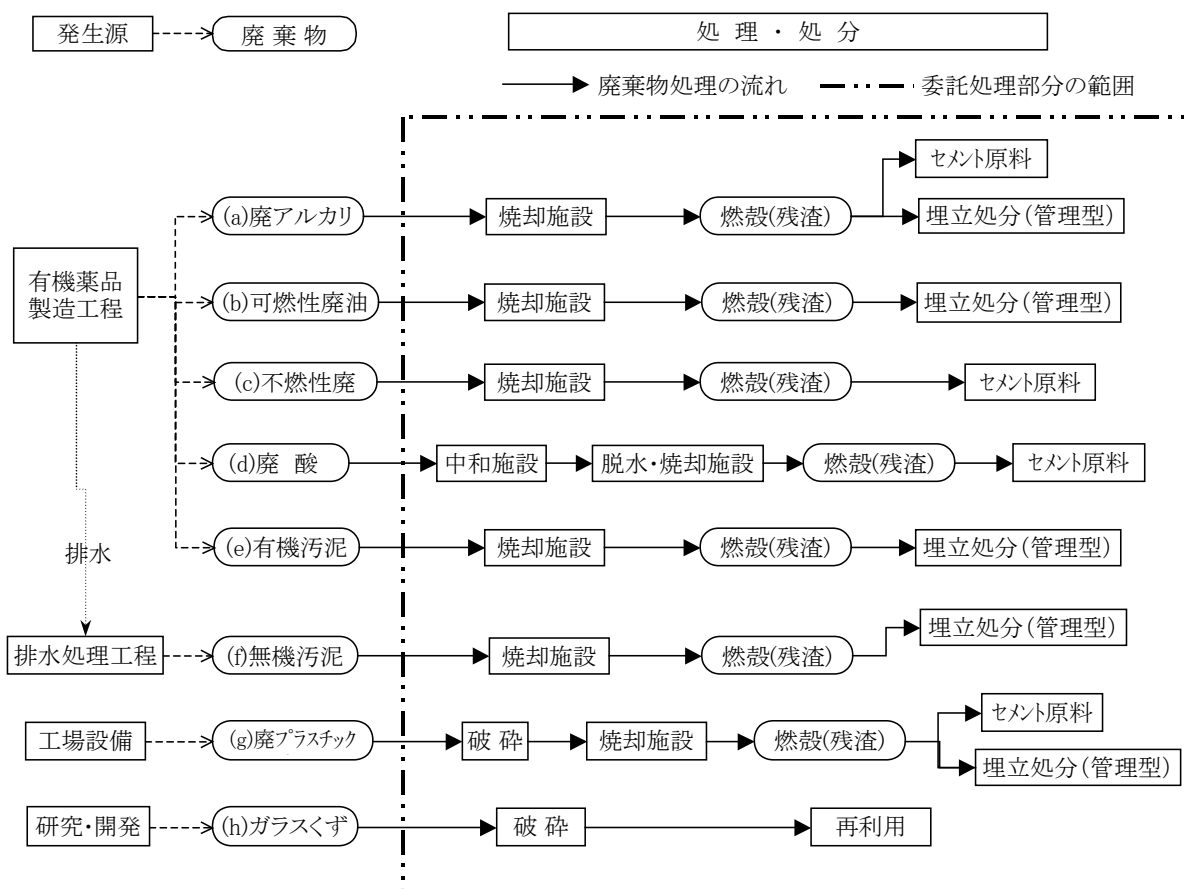 発生源
廃 棄 物
処 理 ・ 処 分
廃棄物処理の流れ
委託処理部分の範囲
セメント原料
(a)廃アルカリ
焼却施設
燃殻(残渣)
埋立処分(管理型)
有機薬品
製造工程
(b)可燃性廃油
焼却施設
燃殻(残渣)
埋立処分(管理型)
(c)不燃性廃
焼却施設
燃殻(残渣)
セメント原料
(d)廃 酸
中和施設
脱水・焼却施設
燃殻(残渣)
セメント原料
(e)有機汚泥
焼却施設
燃殻(残渣)
埋立処分(管理型)
排水
排水処理工程
(f)無機汚泥
焼却施設
燃殻(残渣)
埋立処分(管理型)
工場設備
(g)廃プラスチック
破 砕
焼却施設
燃殻(残渣)
セメント原料
埋立処分(管理型)
研究・開発
(h)ガラスくず
破 砕
再利用